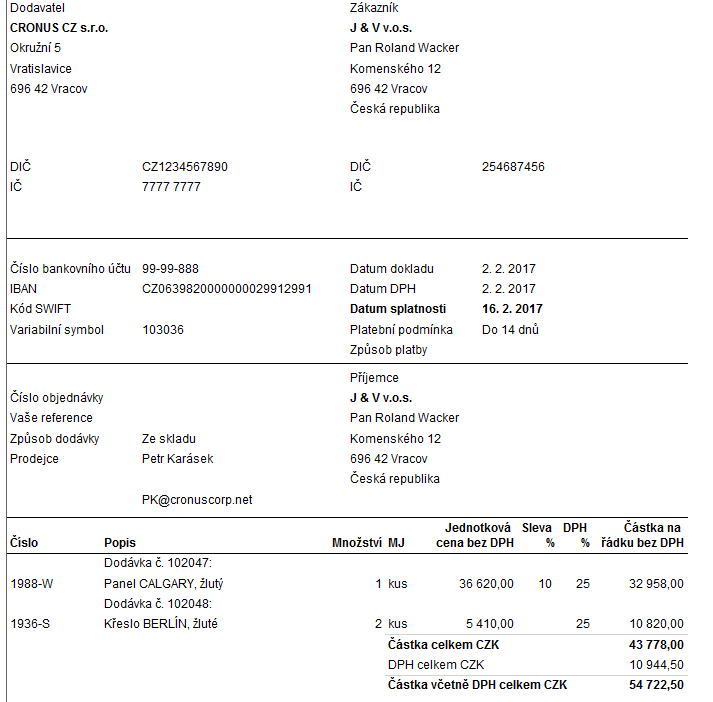 Dodavatel
Zákazník
CRONUS CZ s.r.o.
J & V v.o.s.
Okružní 5
Pan Roland Wacker
Vratislavice
Komenského 12
696 42 Vracov
696 42 Vracov
Česká republika
DIČ CZ1234567890
DIČ 254687456
IČ 7777 7777
IČ
Číslo bankovního účtu 99-99-888
Datum dokladu 2. 2. 2017
IBAN CZ0639820000000029912991
Datum DPH 2. 2. 2017
Kód SWIFT
Datum splatnosti 16. 2. 2017
Variabilní symbol 103036
Platební podmínka Do 14 dnů
Způsob platby
Příjemce
Číslo objednávky
J & V v.o.s.
Vaše reference
Pan Roland Wacker
Způsob dodávky Ze skladu
Komenského 12
Prodejce Petr Karásek
696 42 Vracov
Česká republika
PK@cronuscorp.net
Číslo Popis Množství MJ Jednotková cena bez DPH Sleva % DPH % Částka na řádku bez DPH
Dodávka č. 102047:
1988-W Panel CALGARY, žlutý 1 kus 36 620,00 10 25 32 958,00
Dodávka č. 102048:
1936-S Křeslo BERLÍN, žluté 2 kus 5 410,00 25 10 820,00
Částka celkem CZK 43 778,00
DPH celkem CZK 10 944,50
Částka včetně DPH celkem CZK 54 722,50